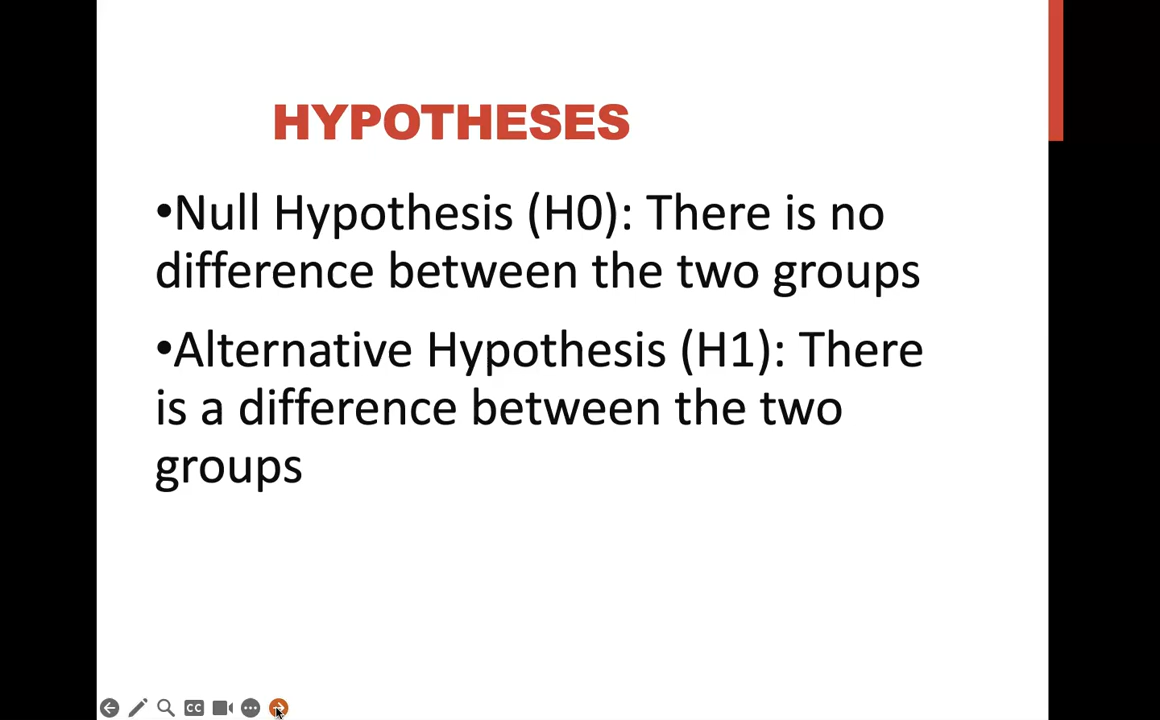 HYPOTHESES
•Null Hypothesis (H0): There is no
difference between the two groups
•Alternative Hypothesis (H1): There
is a difference between the two
groups
CC